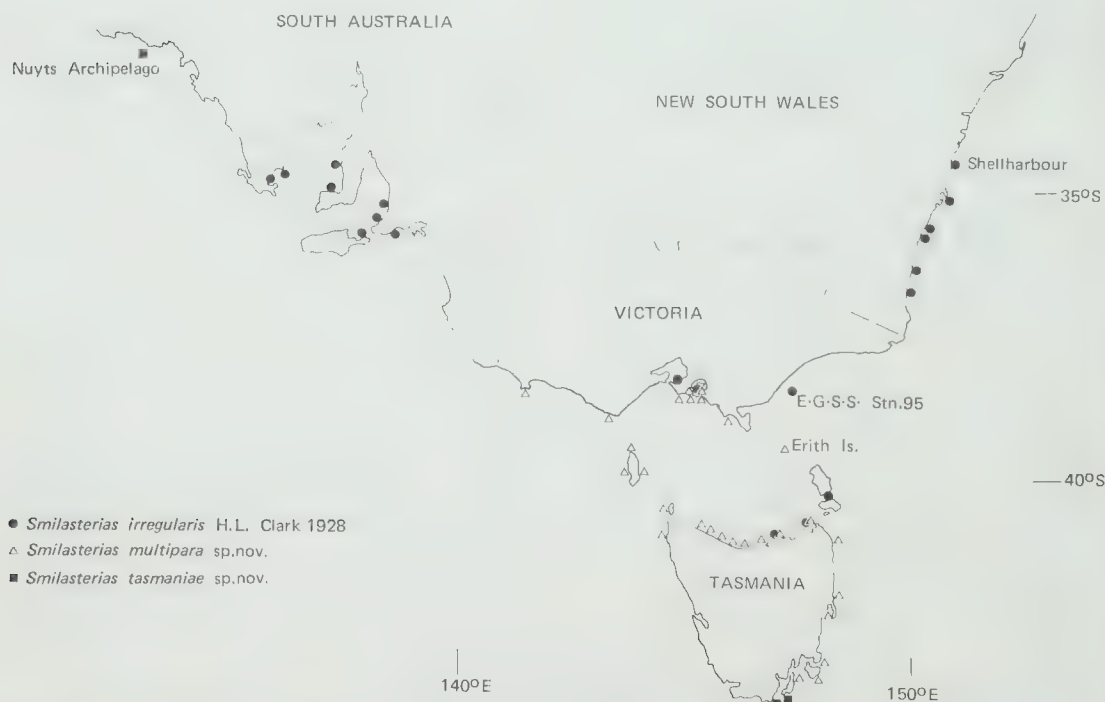 SOUTH AUSTRALIA
Nuyts Archipelago
NEW SOUTH WALES
Shellharbour
35°S
VICTORIA
E·G·S·S· Stn.95
Erith Is.
40°S
Smilasterias irregularis H.L. Clark 1928
Smilasterias multipara sp.nov.
Smilasterias tasmaniae sp.nov.
TASMANIA
140°E
150°E